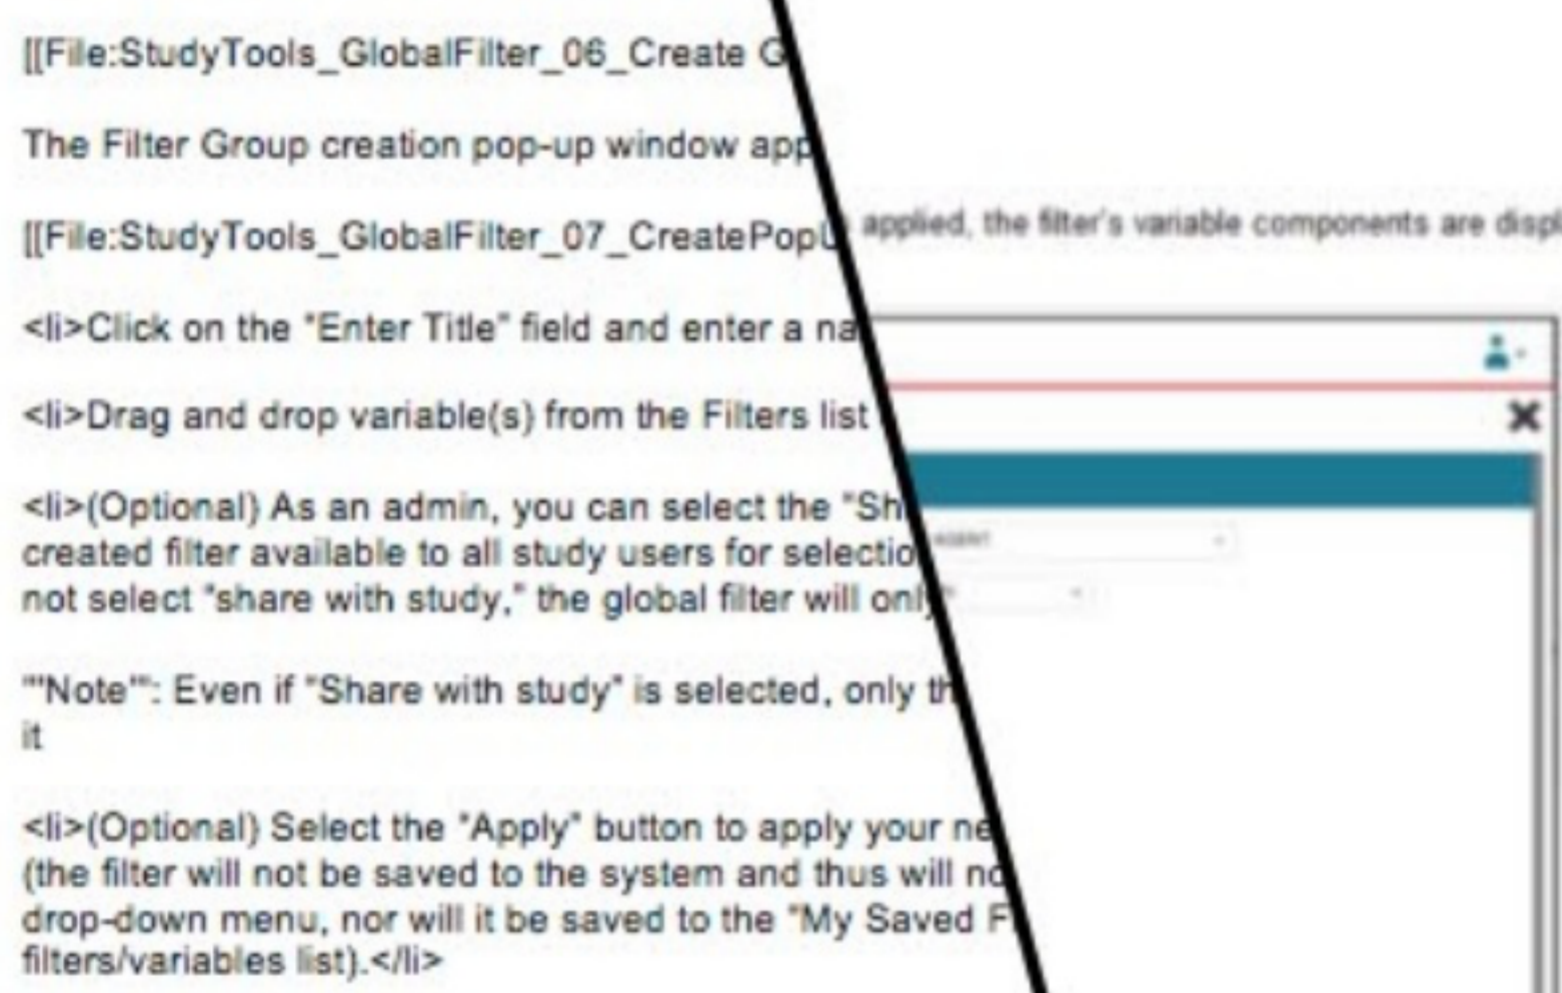 [[File:StudyTools_GlobalFilter_06_Create G
The Filter Group creation pop-up window app
[[File:StudyTools_GlobalFilter_07_CreatePopU
applied, the filter's variable components are displ
<li>Click on the "Enter Title" field and enter a na
<li>Drag and drop variable(s) from the Filters list
<li>(Optional) As an admin, you can select the "Sh
created filter available to all study users for selectio
not select "share with study," the global filter will only
'''Note''': Even if "Share with study" is selected, only th
it
<li>(Optional) Select the "Apply" button to apply your ne
(the filter will not be saved to the system and thus will no
drop-down menu, nor will it be saved to the "My Saved F
filters/variables list).</li>